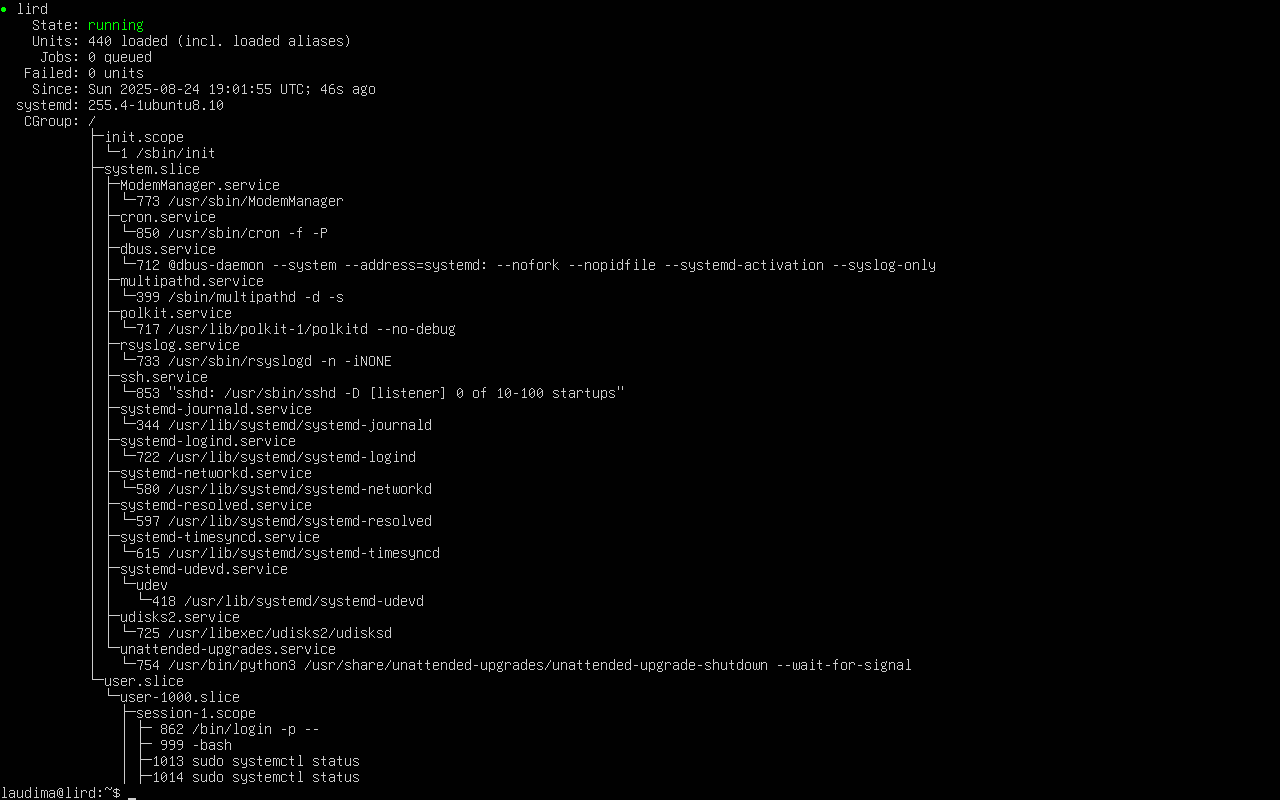 ● lird
    State: running
    Units: 440 loaded (incl. loaded aliases)
     Jobs: 0 queued
   Failed: 0 units
    Since: Sun 2025-08-24 19:01:55 UTC; 46s ago
  systemd: 255.4-1ubuntu8.10
   CGroup: /
           ├─init.scope
           │ └─1 /sbin/init
           ├─system.slice
           │ ├─ModemManager.service
           │ │ └─773 /usr/sbin/ModemManager
           │ ├─cron.service
           │ │ └─850 /usr/sbin/cron -f -P
           │ ├─dbus.service
           │ │ └─712 @dbus-daemon --system --address=systemd: --nofork --nopidfile --systemd-activation --syslog-only
           │ ├─multipathd.service
           │ │ └─399 /sbin/multipathd -d -s
           │ ├─polkit.service
           │ │ └─717 /usr/lib/polkit-1/polkitd --no-debug
           │ ├─rsyslog.service
           │ │ └─733 /usr/sbin/rsyslogd -n -iNONE
           │ ├─ssh.service
           │ │ └─853 "sshd: /usr/sbin/sshd -D [listener] 0 of 10-100 startups"
           │ ├─systemd-journald.service
           │ │ └─344 /usr/lib/systemd/systemd-journald
           │ ├─systemd-logind.service
           │ │ └─722 /usr/lib/systemd/systemd-logind
           │ ├─systemd-networkd.service
           │ │ └─580 /usr/lib/systemd/systemd-networkd
           │ ├─systemd-resolved.service
           │ │ └─597 /usr/lib/systemd/systemd-resolved
           │ ├─systemd-timesyncd.service
           │ │ └─615 /usr/lib/systemd/systemd-timesyncd
           │ ├─systemd-udevd.service
           │ │ └─udev
           │ │   └─418 /usr/lib/systemd/systemd-udevd
           │ ├─udisks2.service
           │ │ └─725 /usr/libexec/udisks2/udisksd
           │ └─unattended-upgrades.service
           │   └─754 /usr/bin/python3 /usr/share/unattended-upgrades/unattended-upgrade-shutdown --wait-for-signal
           └─user.slice
             └─user-1000.slice
               ├─session-1.scope
               │ ├─ 862 /bin/login -p --
               │ ├─ 999 -bash
               │ ├─1013 sudo systemctl status
               │ ├─1014 sudo systemctl status
laudima@lird:~$ _